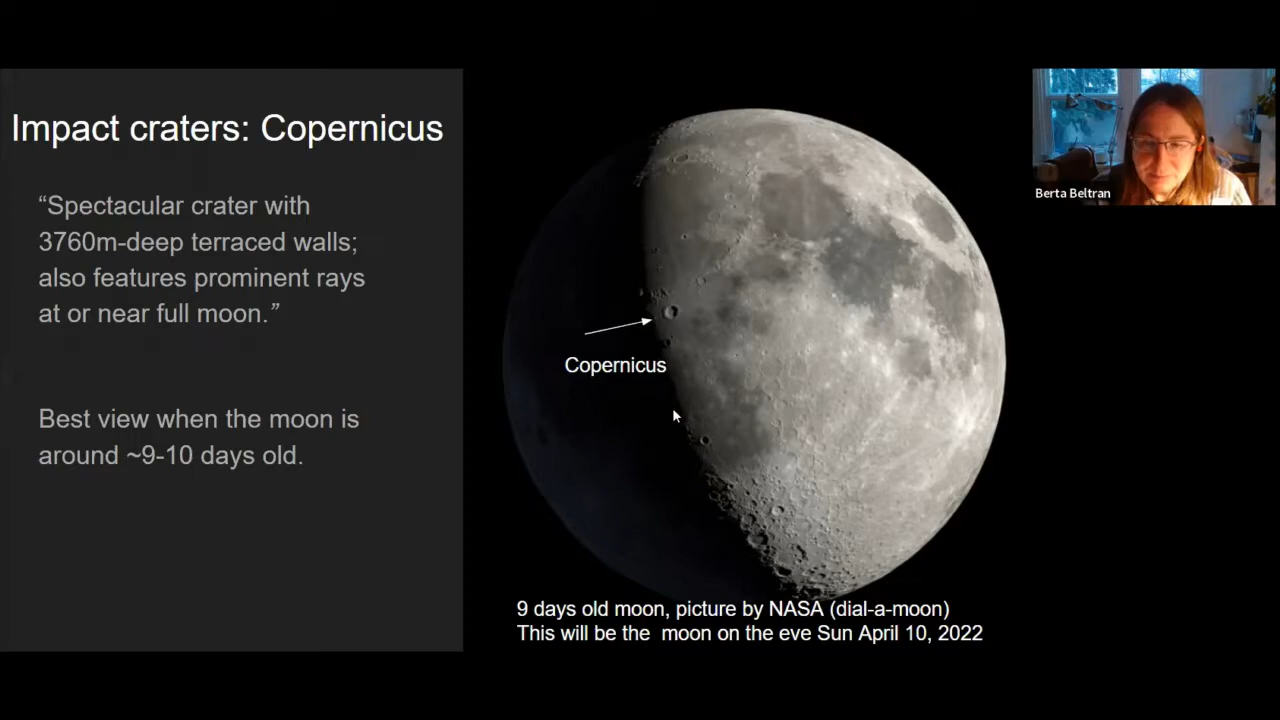 Impact craters: Copernicus
“Spectacular crater with
3760m-deep terraced walls;
also features prominent rays
at or near full moon.”
Best view when the moon is
around ~9-10 days old.
Copernicus
9 days old moon, picture by NASA (dial-a-moon)
This will be the  moon on the eve Sun April 10, 2022
Berta Beltran